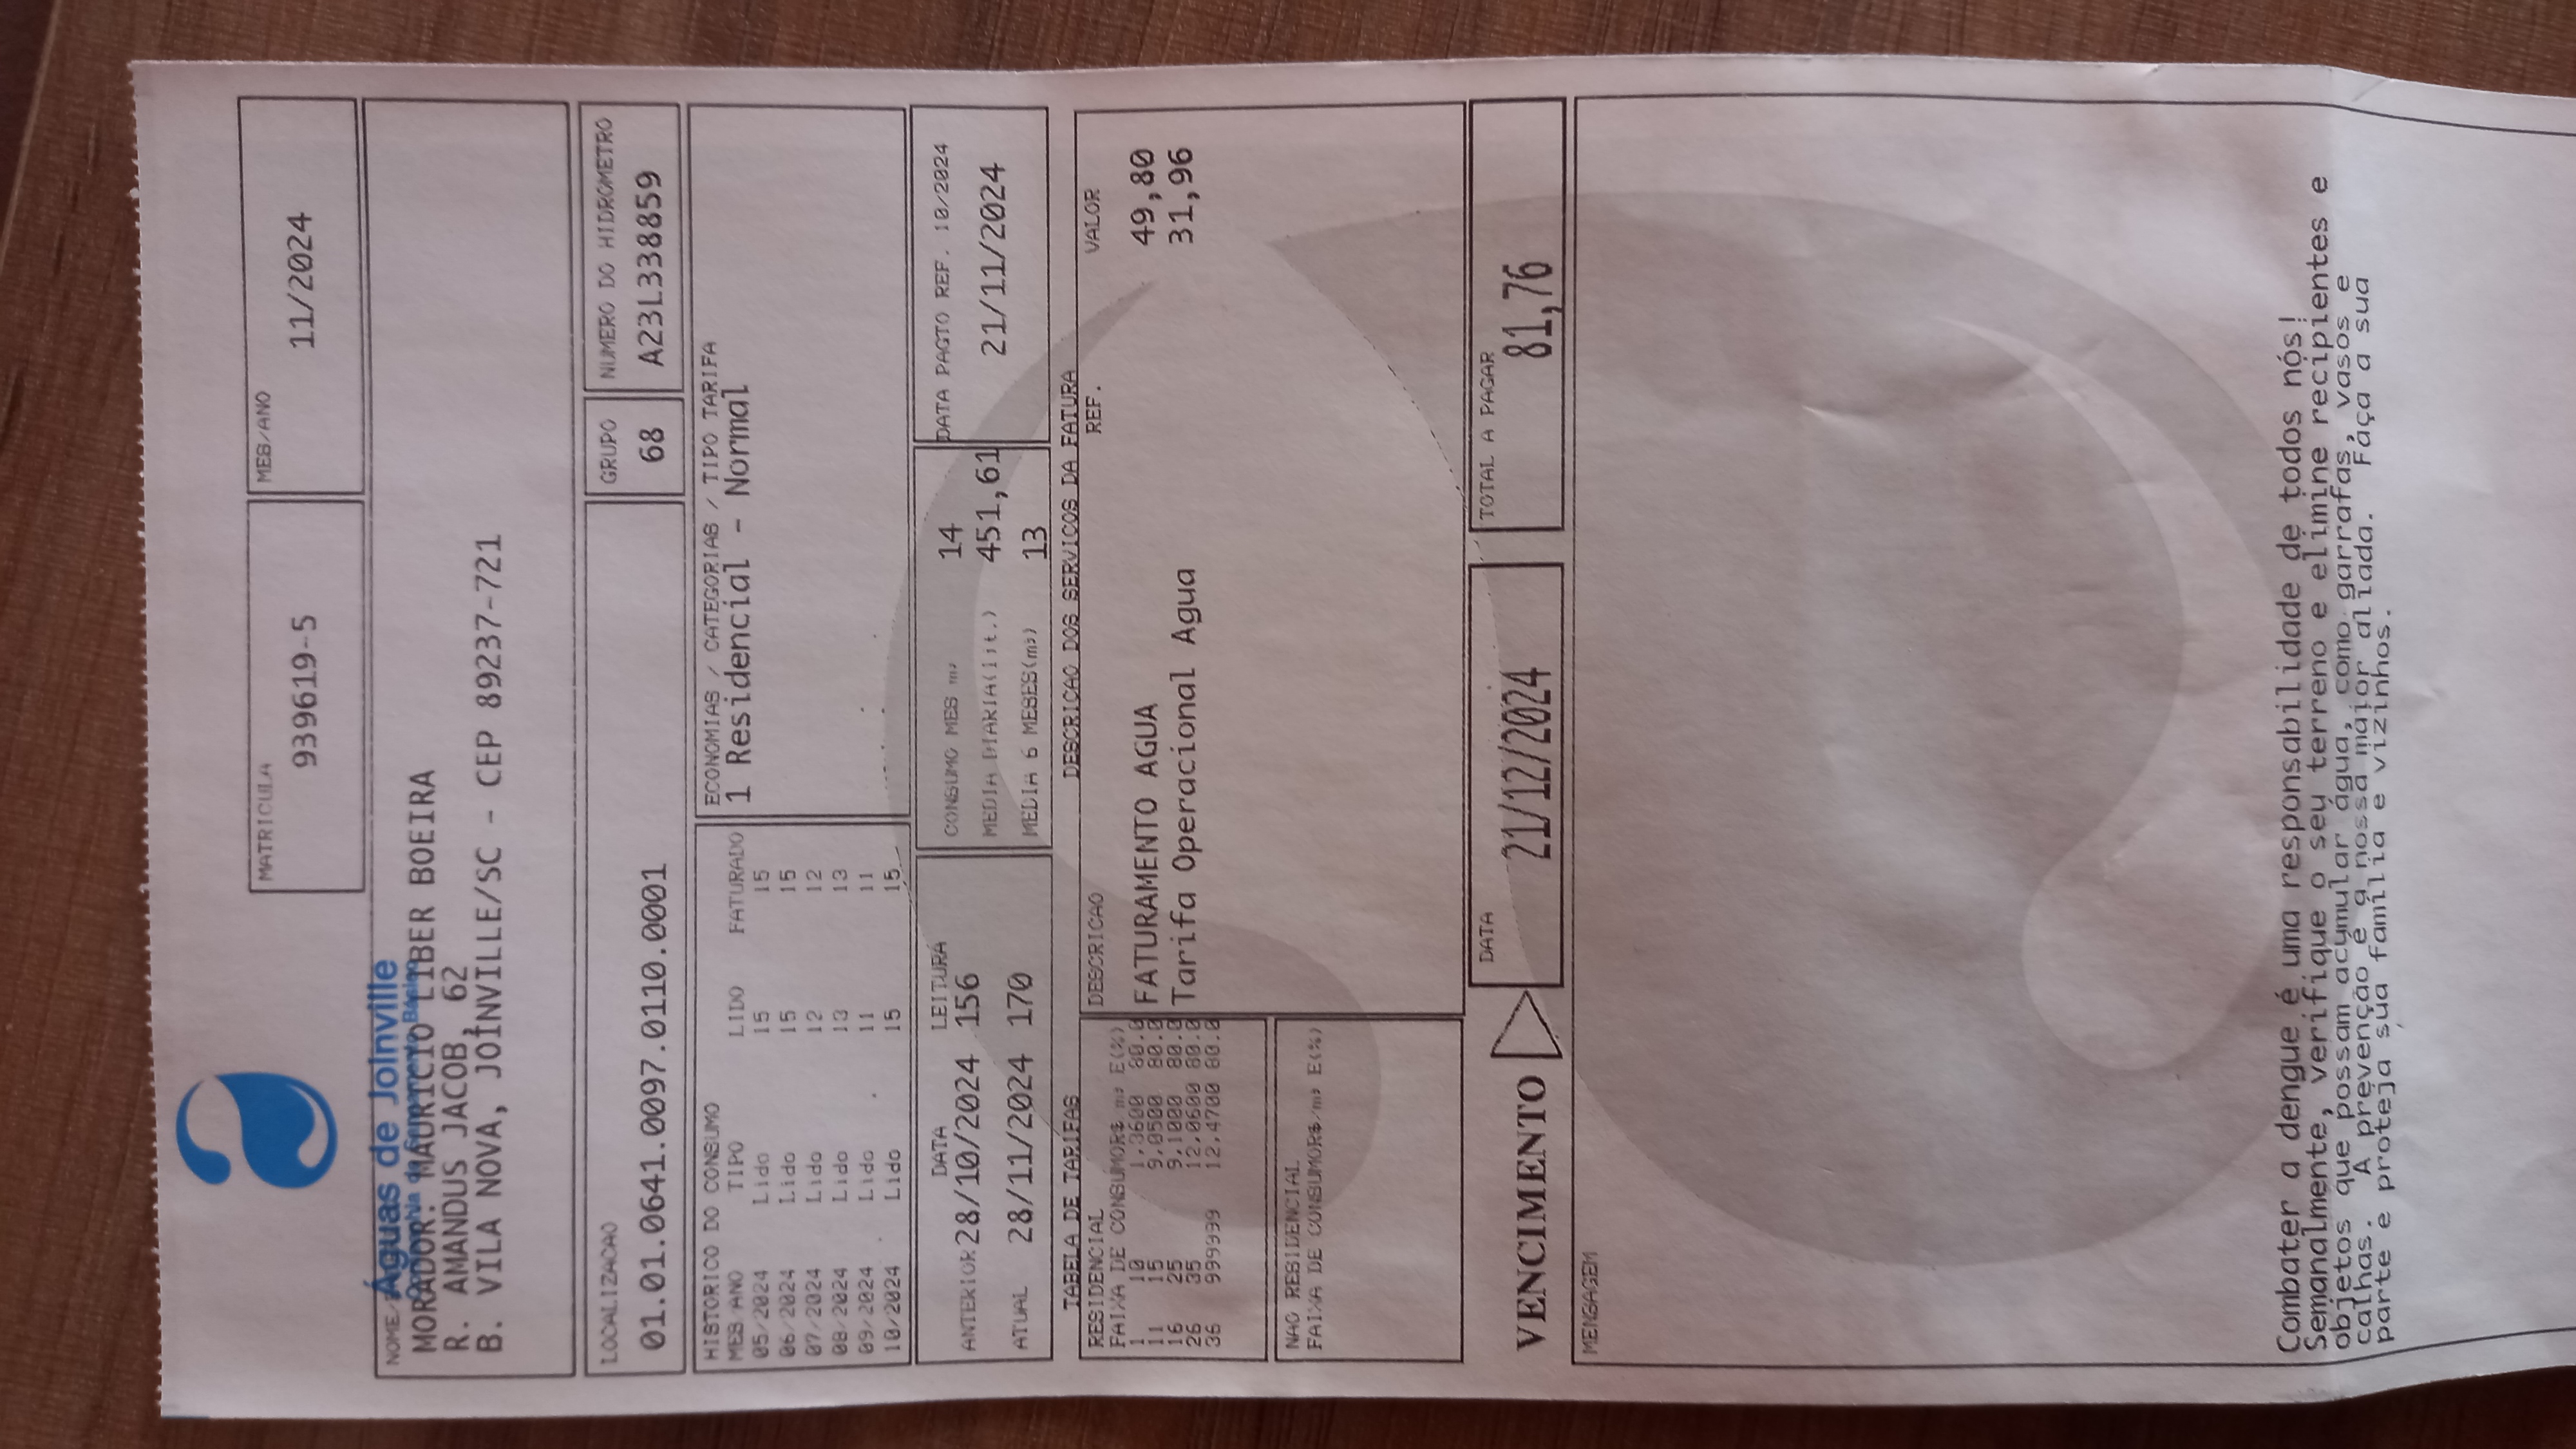 Águas de Joinville
MATRICULA
939619-5
MES/ANO
11/2024
NOME/
MORADOR: MAURICIO LIBER BOEIRA
R. AMANDUS JACOB, 62
B. VILA NOVA, JOINVILLE/SC - CEP 89237-721
LOCALIZACAO
01.01.0641.0097.0110.0001
GRUPO
68
NUMERO DO HIDROMETRO
A23L338859
HISTORICO DO CONSUMO
MES/ANO TIPO LIDO FATURADO
05/2024 Lido 15 15
06/2024 Lido 15 15
07/2024 Lido 12 12
08/2024 Lido 13 13
09/2024 Lido 11 11
10/2024 Lido 15 15
ECONOMIAS / CATEGORIAS / TIPO TARIFA
1 Residencial - Normal
DATA LEITURA
ANTERIOR 28/10/2024 156
ATUAL 28/11/2024 170
CONSUMO MES m³ 14
MEDIA DIARIA(lit.) 451,61
MEDIA 6 MESES(m³) 13
DATA PAGTO REF. 10/2024
21/11/2024
TABELA DE TARIFAS
RESIDENCIAL
FAIXA DE CONSUMOR$ m³ E(%)
1 10 1,3600 80.0
11 15 9,0500 80.0
16 25 9,1000 80.0
26 35 12,0600 80.0
36 999999 12,4700 80.0
NAO RESIDENCIAL
FAIXA DE CONSUMOR$/m³ E(%)
DESCRICAO DOS SERVICOS DA FATURA
DESCRICAO REF. VALOR
FATURAMENTO AGUA 49,80
Tarifa Operacional Agua 31,96
VENCIMENTO
DATA
21/12/2024
TOTAL A PAGAR
81,76
MENSAGEM
Combater a dengue é uma responsabilidade de todos nós!
Semanalmente, verifique o seu terreno e elimine recipientes e
objetos que possam acumular água, como garrafas, vasos e
calhas. A prevenção é a nossa maior aliada. Faça a sua
parte e proteja sua família e vizinhos.